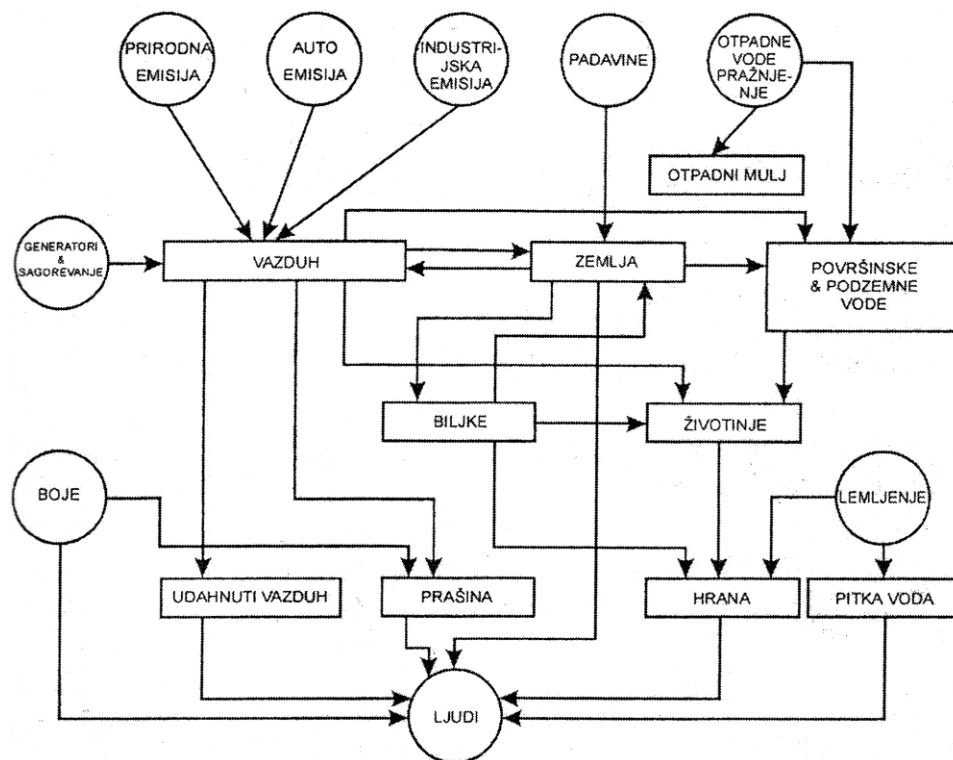 PRIRODNA
EMISIJA
AUTO
EMISIJA
INDUSTRI-
JSKA
EMISIJA
PADAVINE
OTPADNE
VODE
PRAŽNJE-
NJE
OTPADNI MULJ
GENERATORI
&
SAGOREVANJE
VAZDUH
ZEMLJA
POVRŠINSKE
& PODZEMNE
VODE
BILJKE
ŽIVOTINJE
BOJE
LEMLJENJE
UDAHNUTI VAZDUH
PRAŠINA
HRANA
PITKA VODA
LJUDI